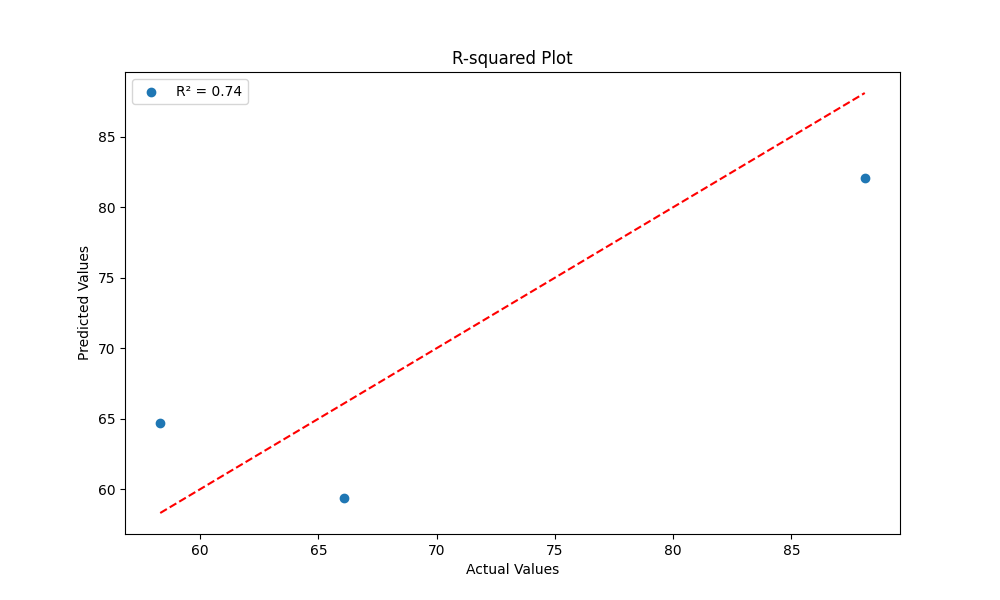 R-squared Plot
R² = 0.74
85
80
75
70
65
60
Predicted Values
60 65 70 75 80 85
Actual Values